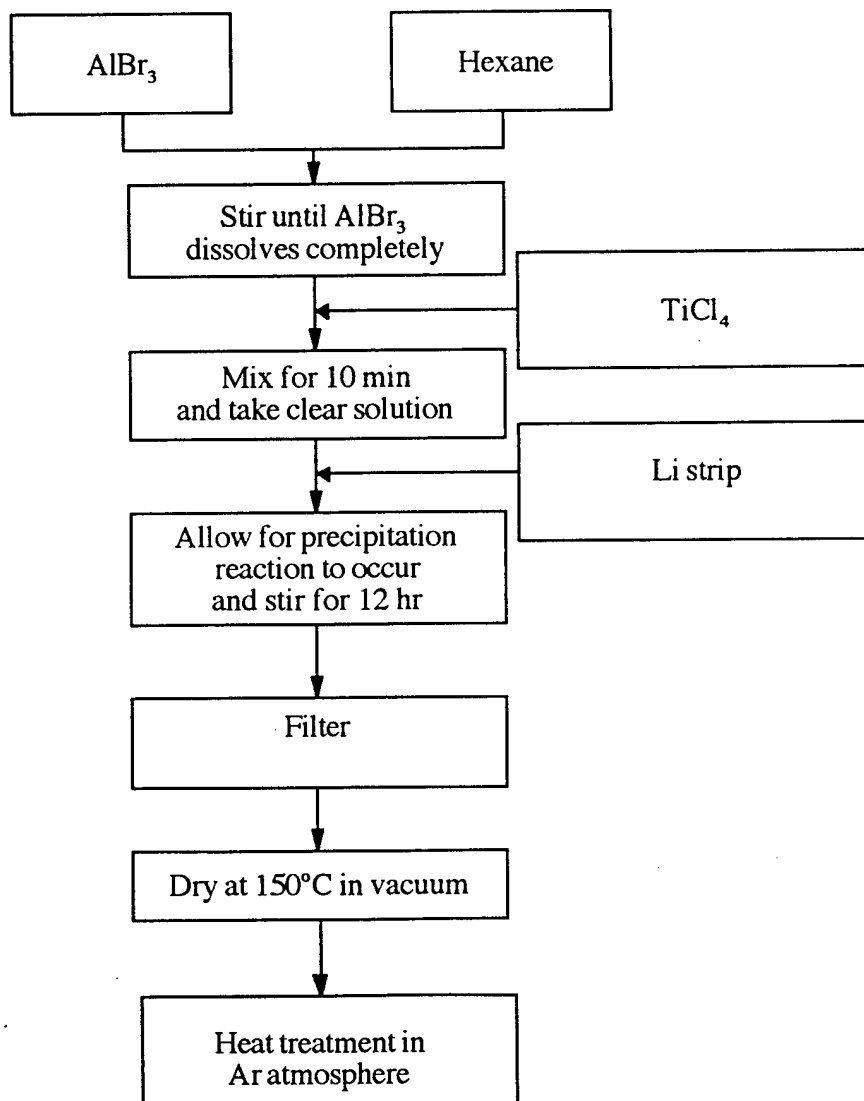 AlBr₃
Hexane
Stir until AlBr₃
dissolves completely
TiCl₄
Mix for 10 min
and take clear solution
Li strip
Allow for precipitation
reaction to occur
and stir for 12 hr
Filter
Dry at 150°C in vacuum
Heat treatment in
Ar atmosphere